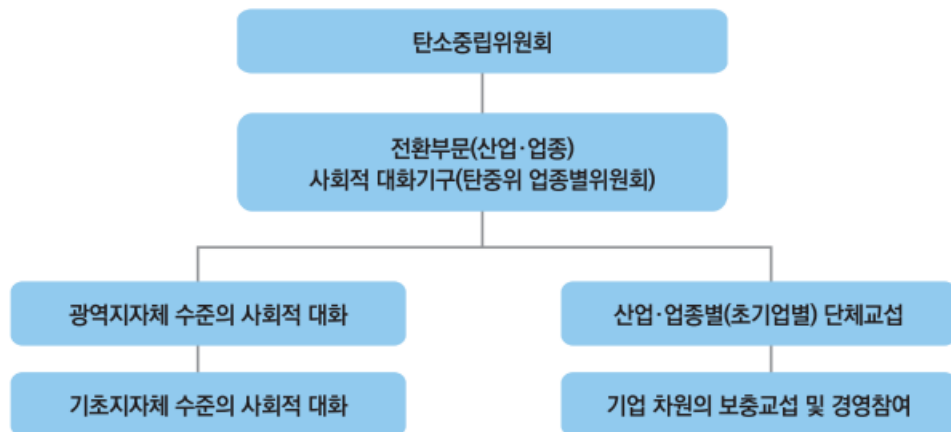 탄소중립위원회
전환부문(산업·업종)
사회적 대화기구(탄중위 업종별위원회)
광역지자체 수준의 사회적 대화
산업·업종별(초기업별) 단체교섭
기초지자체 수준의 사회적 대화
기업 차원의 보충교섭 및 경영참여